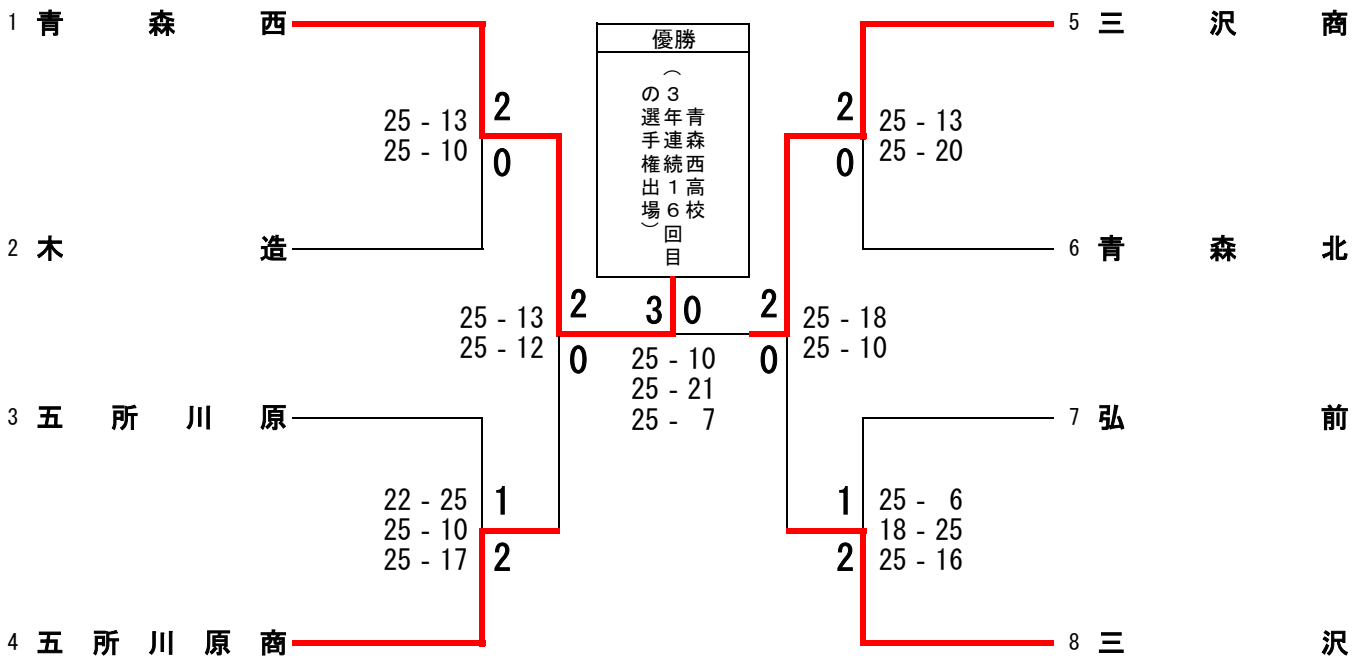 1 青森西
25 - 13
25 - 10
2
0
2 木造
25 - 13
25 - 12
2
0
3 五所川原
22 - 25
25 - 10
25 - 17
1
2
4 五所川原商
優勝
青森西高校
（3年連続16回目
の選手権出場）
3 0
25 - 10
25 - 21
25 - 7
5 三沢商
2
0
25 - 13
25 - 20
6 青森北
2
0
25 - 18
25 - 10
7 弘前
1
2
25 - 6
18 - 25
25 - 16
8 三沢